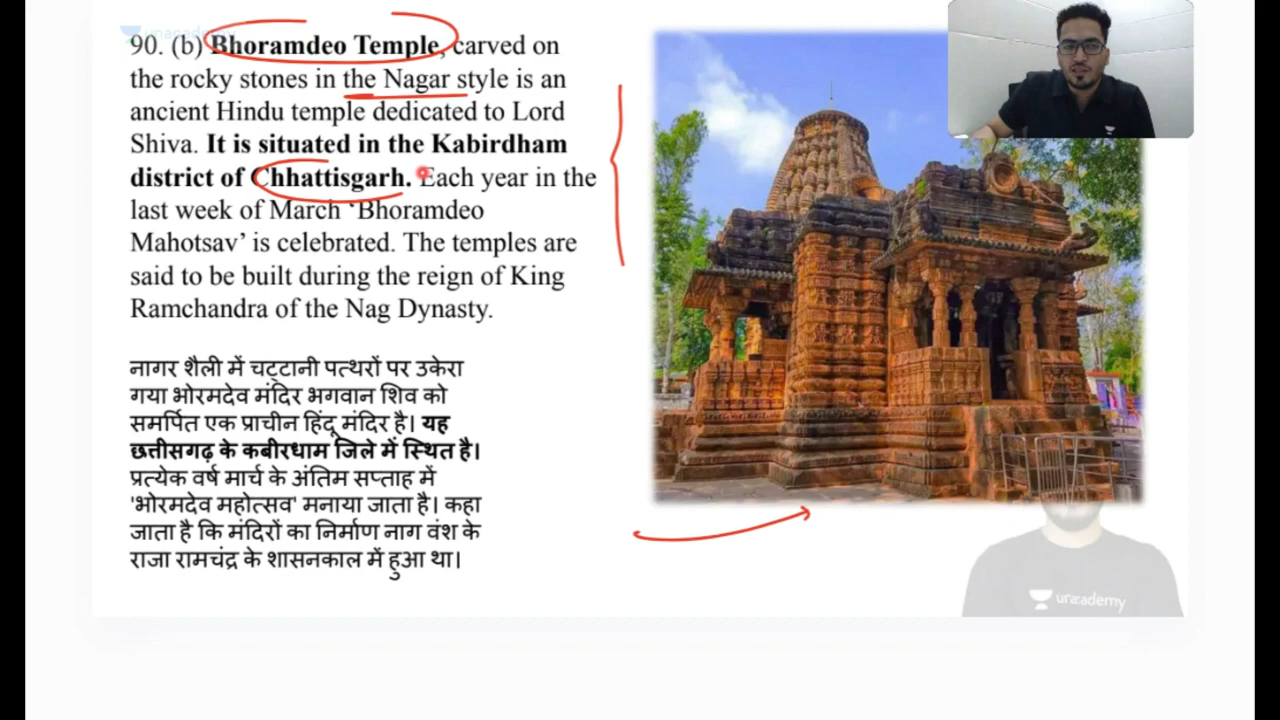 unacademy
90. (b) Bhoramdeo Temple, carved on
the rocky stones in the Nagar style is an
ancient Hindu temple dedicated to Lord
Shiva. It is situated in the Kabirdham
district of Chhattisgarh. Each year in the
last week of March ‘Bhoramdeo
Mahotsav’ is celebrated. The temples are
said to be built during the reign of King
Ramchandra of the Nag Dynasty.
नागर शैली में चट्टानी पत्थरों पर उकेरा
गया भोरमदेव मंदिर भगवान शिव को
समर्पित एक प्राचीन हिंदू मंदिर है। यह
छत्तीसगढ़ के कबीरधाम जिले में स्थित है।
प्रत्येक वर्ष मार्च के अंतिम सप्ताह में
'भोरमदेव महोत्सव' मनाया जाता है। कहा
जाता है कि मंदिरों का निर्माण नाग वंश के
राजा रामचंद्र के शासनकाल में हुआ था।
unacademy